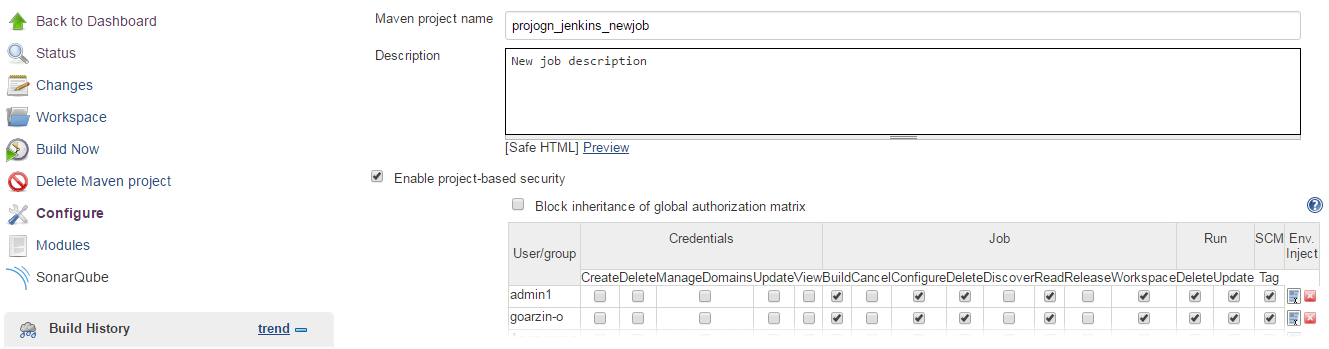 Back to Dashboard
Status
Changes
Workspace
Build Now
Delete Maven project
Configure
Modules
SonarQube
Build History trend
Maven project name projogn_jenkins_newjob
Description New job description
[Safe HTML] Preview
Enable project-based security
Block inheritance of global authorization matrix
User/group Credentials Job Run SCM Env. Inject
Create Delete ManageDomains Update View Build Cancel Configure Delete Discover Read Release Workspace Delete Update Tag
admin1
goarzin-o